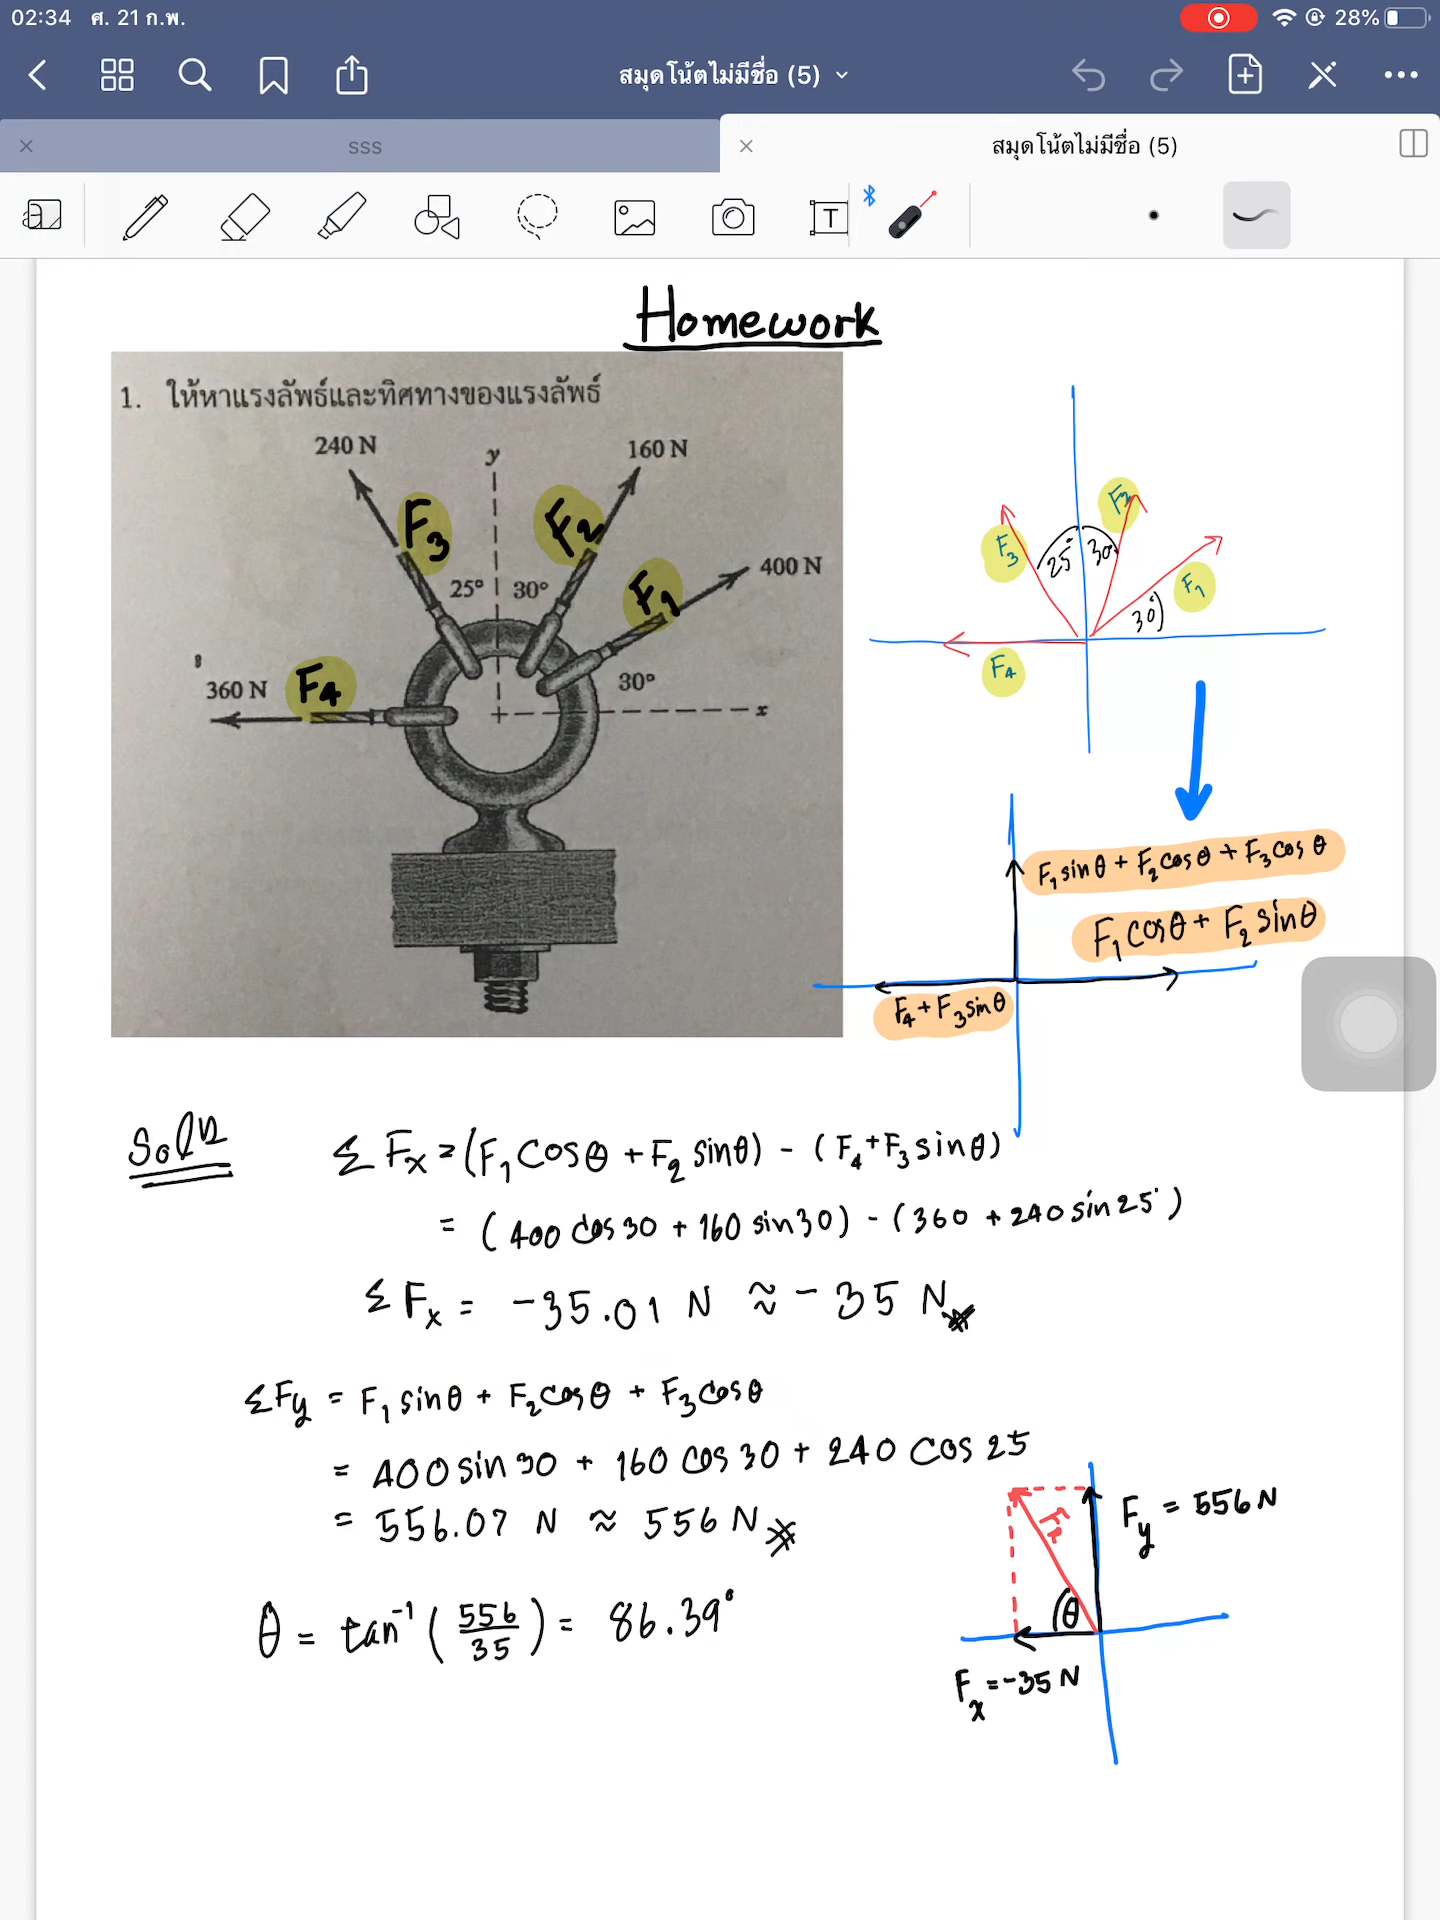 02:34 ศ. 21 ก.พ.
28%
สมุดโน้ตไม่มีชื่อ (5)
sss
สมุดโน้ตไม่มีชื่อ (5)
T
Homework
1. ให้หาแรงลัพธ์และทิศทางของแรงลัพธ์
240 N
y
160 N
F3
F2
F1
400 N
25°
30°
360 N
F4
30°
x
F3
25°
30°
F2
F1
30°
F4
F1 sinθ + F2 cosθ + F3 cos θ
F1 cosθ + F2 sinθ
F4 + F3 sinθ
Soln
Σ Fx = (F1 cosθ + F2 sinθ) - (F4 + F3 sinθ)
= (400 cos 30 + 160 sin 30) - (360 + 240 sin 25°)
Σ Fx = -35.01 N ≈ -35 N
ΣFy = F1 sinθ + F2 cosθ + F3 cosθ
= 400 sin 30 + 160 cos 30 + 240 cos 25
= 556.07 N ≈ 556 N
θ = tan⁻¹ (556/35) = 86.39°
FR
Fy = 556 N
θ
Fx = -35 N